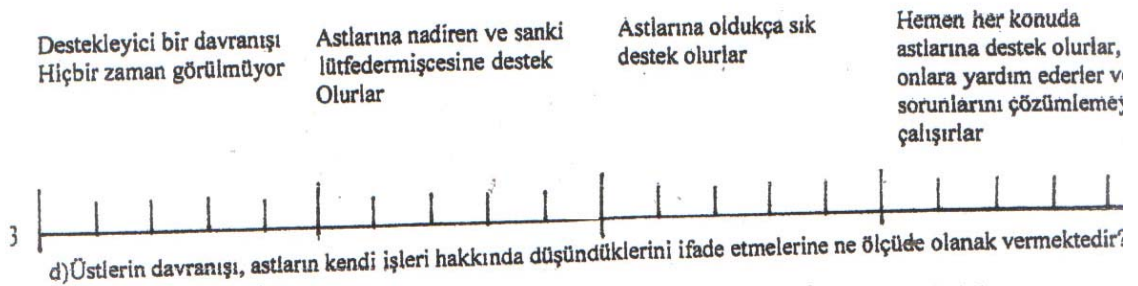 Destekleyici bir davranışı
Hiçbir zaman görülmüyor
Astlarına nadiren ve sanki
lütfedermişcesine destek
Olurlar
Astlarına oldukça sık
destek olurlar
Hemen her konuda
astlarına destek olurlar,
onlara yardım ederler v
sorunlarını çözümlemey
çalışırlar
3
d)Üstlerin davranışı, astların kendi işleri hakkında düşündüklerini ifade etmelerine ne ölçüde olanak vermektedir?